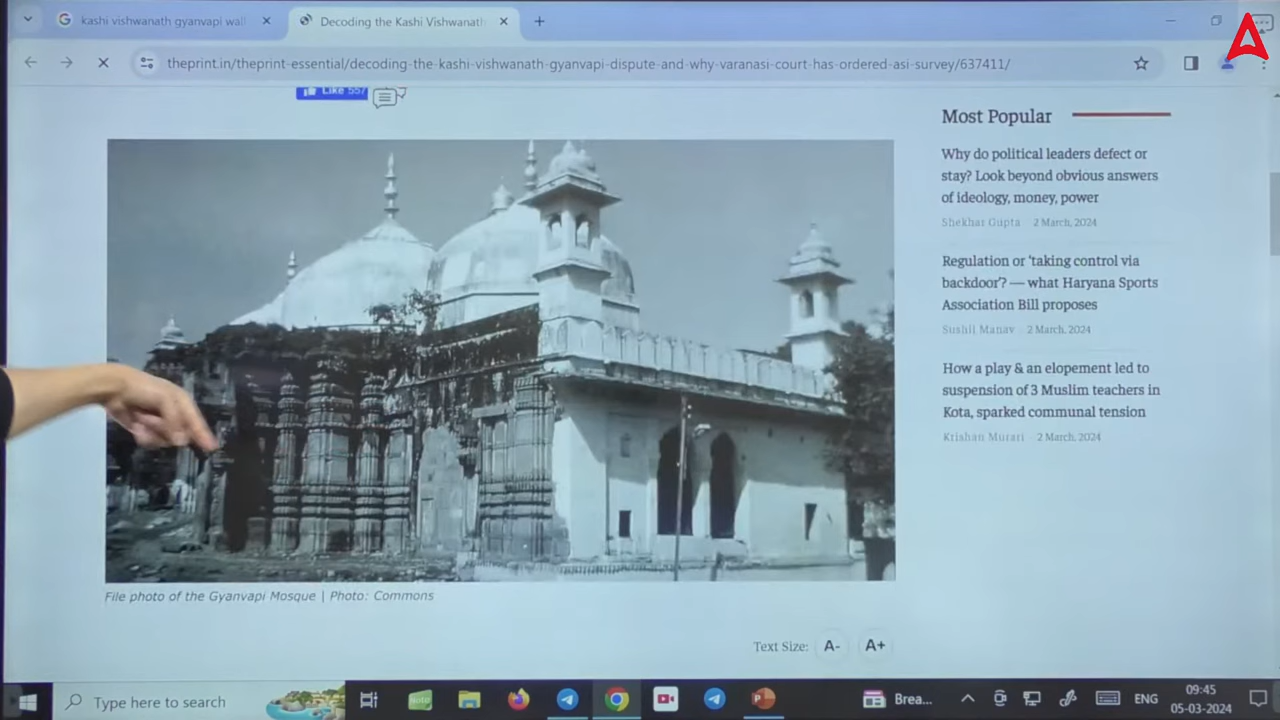 kashi vishwanath gyanvapi wall
Decoding the Kashi Vishwanath
theprint.in/theprint-essential/decoding-the-kashi-vishwanath-gyanvapi-dispute-and-why-varanasi-court-has-ordered-asi-survey/637411/
Like 557
Most Popular
Why do political leaders defect or
stay? Look beyond obvious answers
of ideology, money, power
Shekhar Gupta - 2 March, 2024
Regulation or ‘taking control via
backdoor’? — what Haryana Sports
Association Bill proposes
Sushil Manav - 2 March, 2024
How a play & an elopement led to
suspension of 3 Muslim teachers in
Kota, sparked communal tension
Krishan Murari - 2 March, 2024
File photo of the Gyanvapi Mosque | Photo: Commons
Text Size: A- A+
Type here to search
Brea...
ENG
09:45
05-03-2024